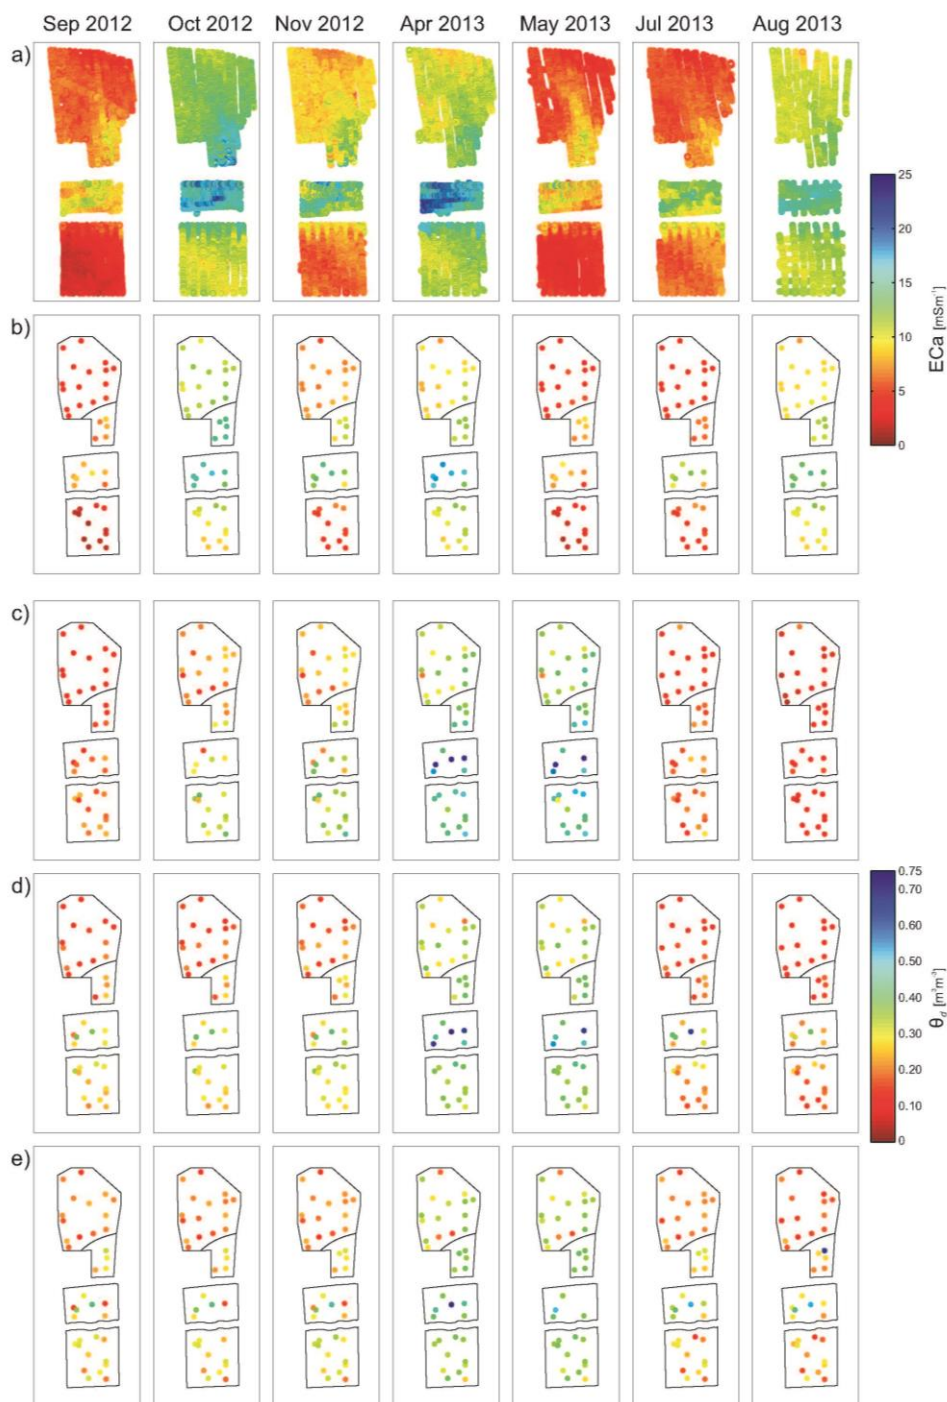 Sep 2012 Oct 2012 Nov 2012 Apr 2013 May 2013 Jul 2013 Aug 2013
a)
25
20
15
10
5
0
ECa [mSm⁻¹]
b)
c)
d)
0.75
0.70
0.60
0.50
0.40
0.30
0.20
0.10
0
θd [m³m⁻³]
e)